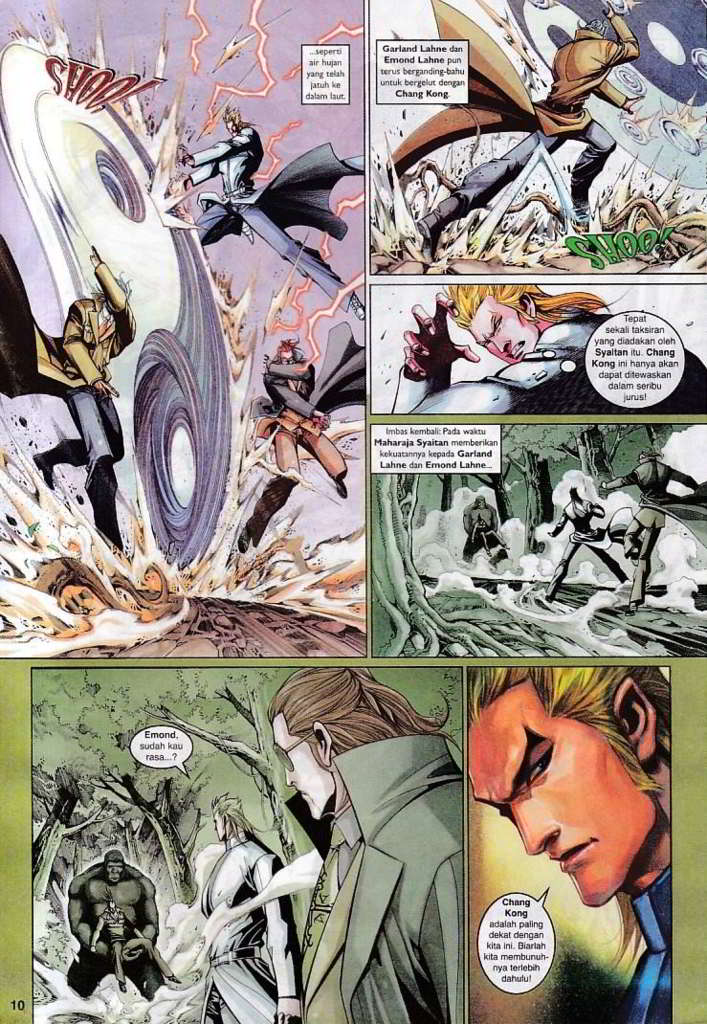 SHOO
...seperti
air hujan
yang telah
jatuh ke
dalam laut.
Garland Lahne dan
Emond Lahne pun
terus berganding-bahu
untuk bergelut dengan
Chang Kong.
SHOO!
Tepat
sekali taksiran
yang diadakan oleh
Syaitan itu. Chang
Kong ini hanya akan
dapat ditewaskan
dalam seribu
jurus!
Imbas kembali: Pada waktu
Maharaja Syaitan memberikan
kekuatannya kepada Garland
Lahne dan Emond Lahne...
Emond,
sudah kau
rasa...?
Chang
Kong
adalah paling
dekat dengan
kita ini. Biarlah
kita membunuh-
nya terlebih
dahulu!
10